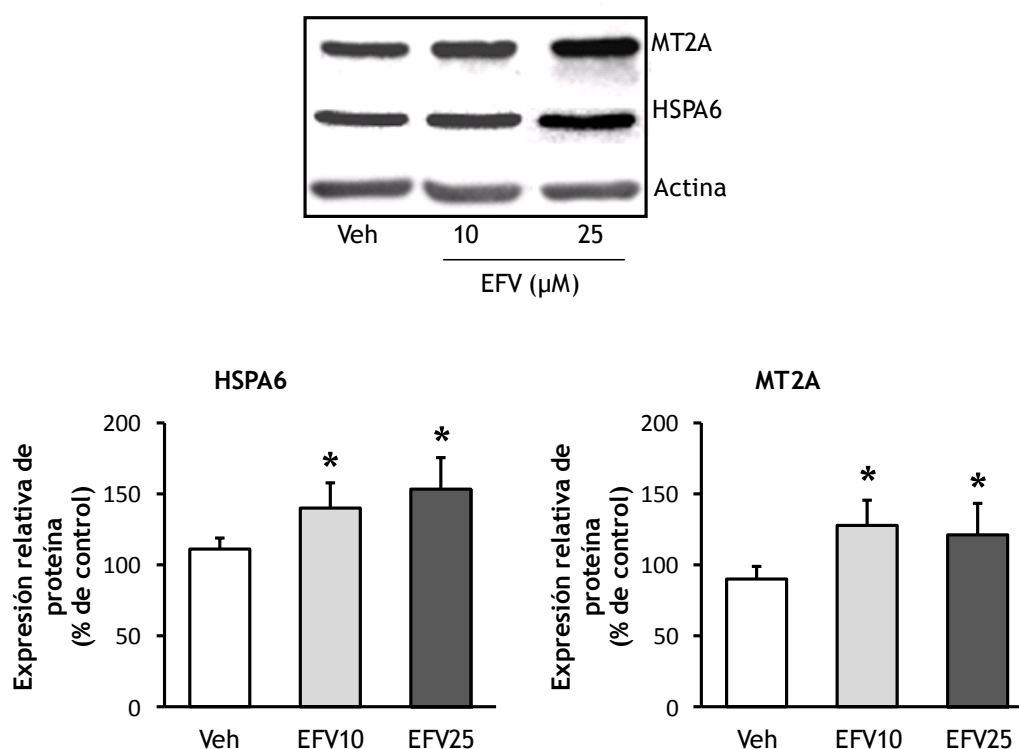 MT2A
HSPA6
Actina
Veh 10 25
EFV (µM)
HSPA6
Expresión relativa de
proteína
(% de control)
200
150
100
50
0
*
*
Veh EFV10 EFV25
MT2A
Expresión relativa de
proteína
(% de control)
200
150
100
50
0
*
*
Veh EFV10 EFV25